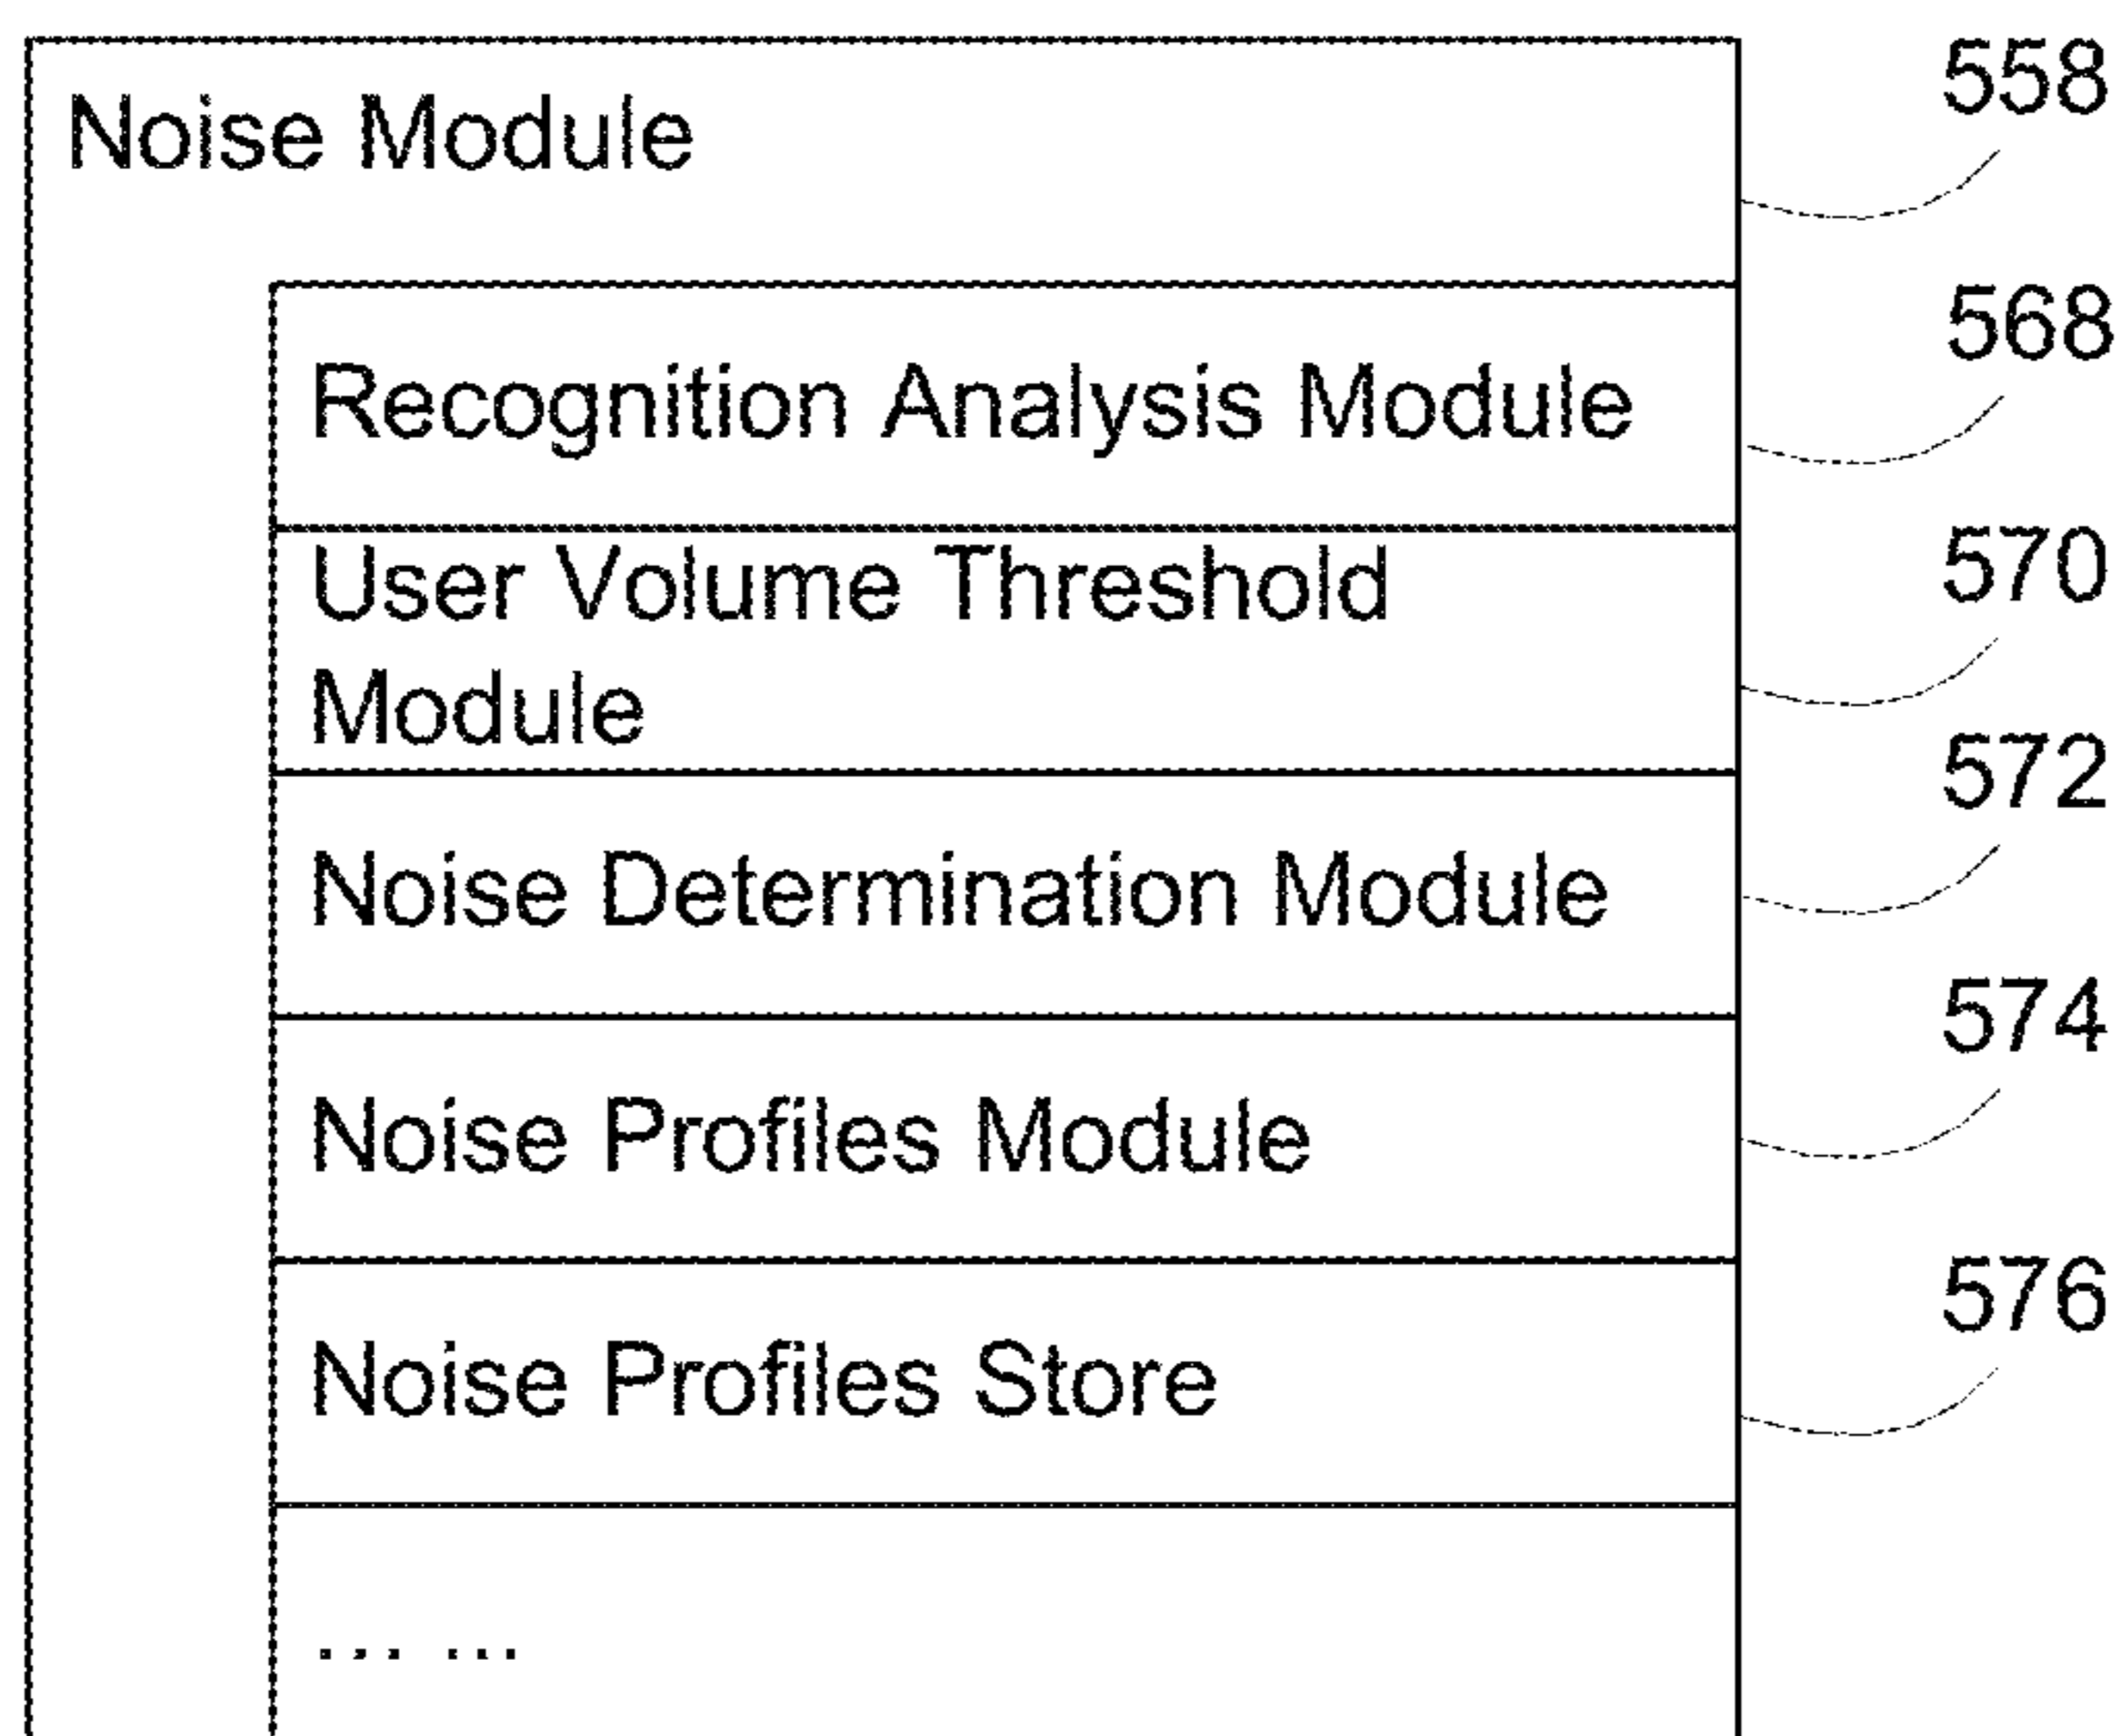 Noise Module
558
Recognition Analysis Module
568
User Volume Threshold
Module
570
Noise Determination Module
572
Noise Profiles Module
574
Noise Profiles Store
576
... ...